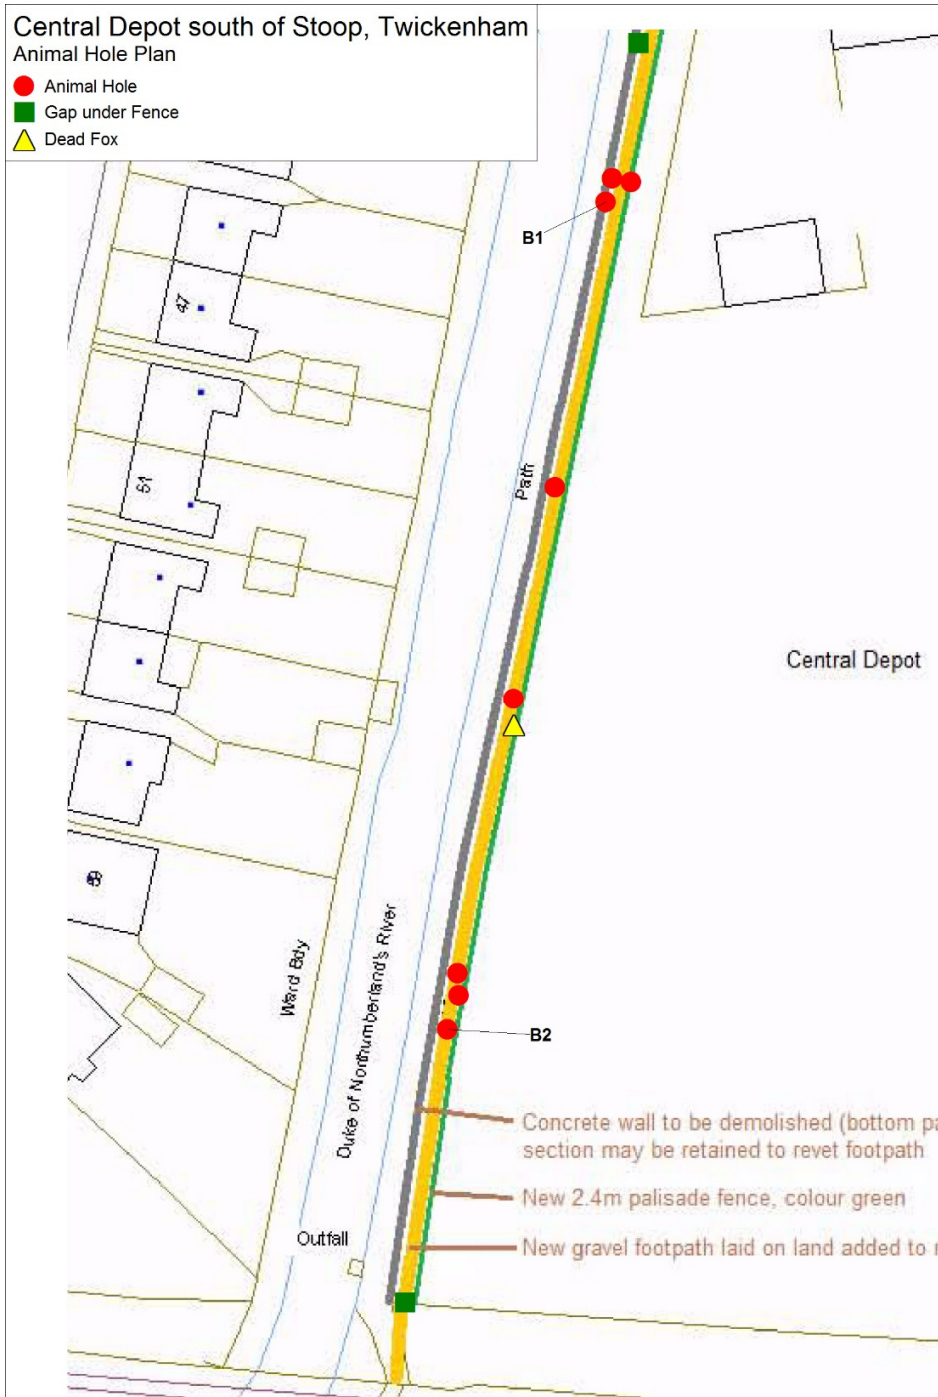 Central Depot south of Stoop, Twickenham
Animal Hole Plan
Animal Hole
Gap under Fence
Dead Fox
B1
47
51
Path
Central Depot
59
Ward Bdy
Duke of Northumberland's River
B2
Concrete wall to be demolished (bottom pa
section may be retained to revet footpath
New 2.4m palisade fence, colour green
Outfall
New gravel footpath laid on land added to